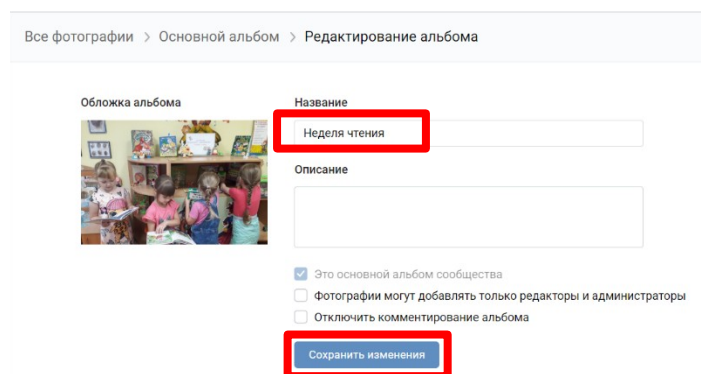 Все фотографии > Основной альбом > Редактирование альбома
Обложка альбома
Название
Неделя чтения
Описание
Это основной альбом сообщества
Фотографии могут добавлять только редакторы и администраторы
Отключить комментирование альбома
Сохранить изменения